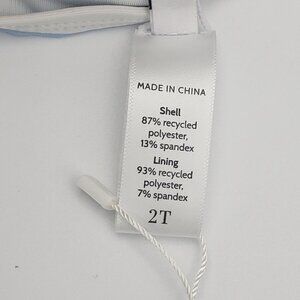 MADE IN CHINA
Shell
87% recycled
polyester,
13% spandex
Lining
93% recycled
polyester,
7% spandex
2T